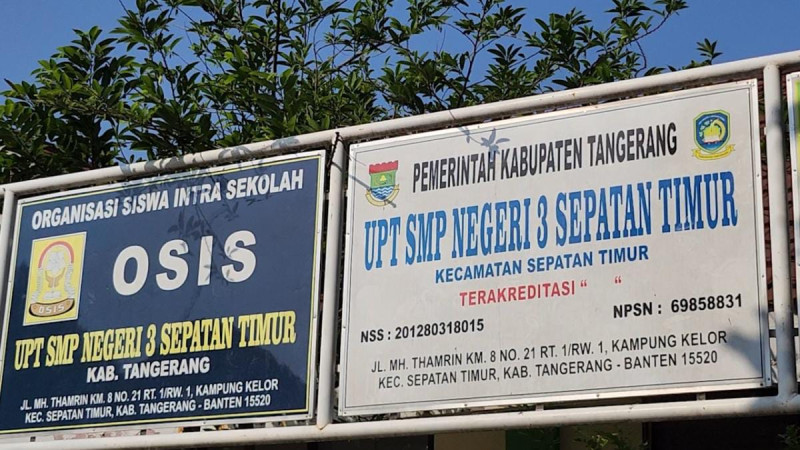 ORGANISASI SISWA INTRA SEKOLAH
OSIS
OSIS
UPT SMP NEGERI 3 SEPATAN TIMUR
KAB. TANGERANG
JL. MH. THAMRIN KM. 8 NO. 21 RT. 1/RW. 1, KAMPUNG KELOR
KEC. SEPATAN TIMUR, KAB. TANGERANG - BANTEN 15520
PEMERINTAH KABUPATEN TANGERANG
UPT SMP NEGERI 3 SEPATAN TIMUR
KECAMATAN SEPATAN TIMUR
TERAKREDITASI " "
NSS : 201280318015
NPSN : 69858831
JL. MH. THAMRIN KM. 8 NO. 21 RT. 1/RW. 1, KAMPUNG KELOR
KEC. SEPATAN TIMUR, KAB. TANGERANG - BANTEN 15520